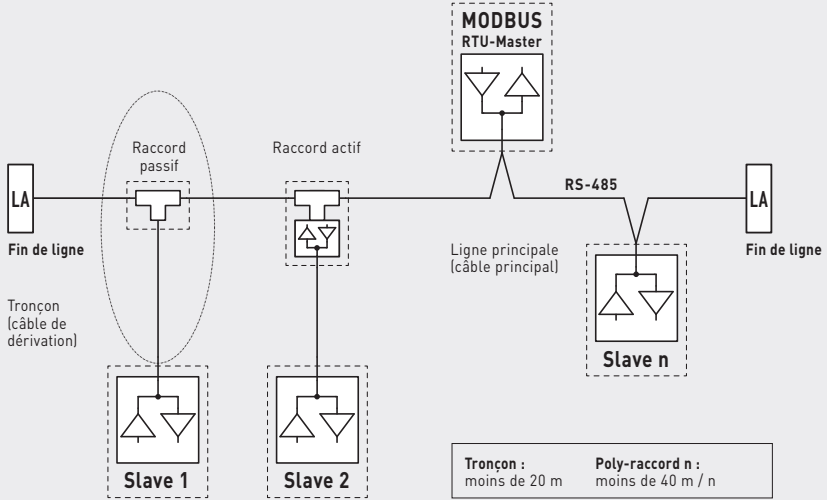 MODBUS
RTU-Master
Raccord
passif
Raccord actif
LA
Fin de ligne
RS-485
LA
Fin de ligne
Ligne principale
(câble principal)
Tronçon
(câble de
dérivation)
Slave 1
Slave 2
Slave n
Tronçon :
moins de 20 m
Poly-raccord n :
moins de 40 m / n